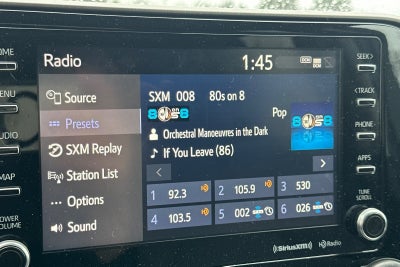 Radio
1:45
DCM
HOME
MENU
AUDIO
MAP
POWER
VOLUME
Source
Presets
SXM Replay
Station List
Options
Sound
SXM 008 80s on 8
Pop
Orchestral Manoeuvres in the Dark
If You Leave (86)
1 92.3
2 105.9
3 530
4 103.5
5 002
6 026
SiriusXM
HD Radio
SEEK
<TRACK
PHONE
APPS
TUNE
SCROLL